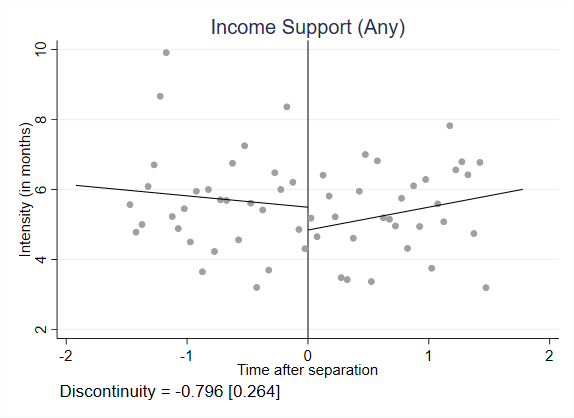 Income Support (Any)
Intensity (in months)
10
8
6
4
2
-2 -1 0 1 2
Time after separation
Discontinuity = -0.796 [0.264]